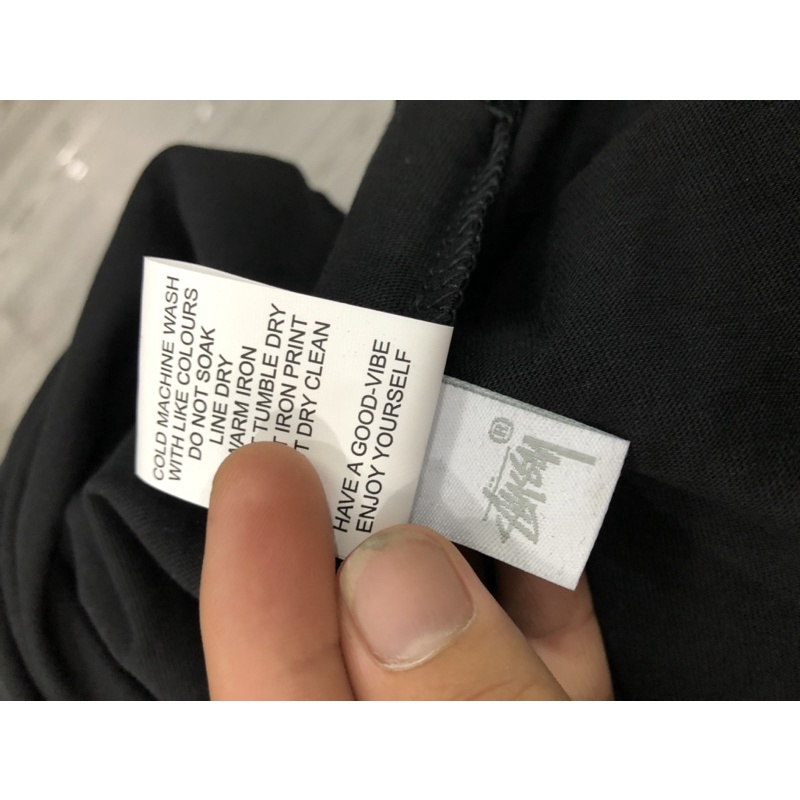 COLD MACHINE WASH
WITH LIKE COLOURS
DO NOT SOAK
LINE DRY
WARM IRON
TUMBLE DRY
IRON PRINT
DRY CLEAN
HAVE A GOOD-VIBE
ENJOY YOURSELF
STÜSSY ®